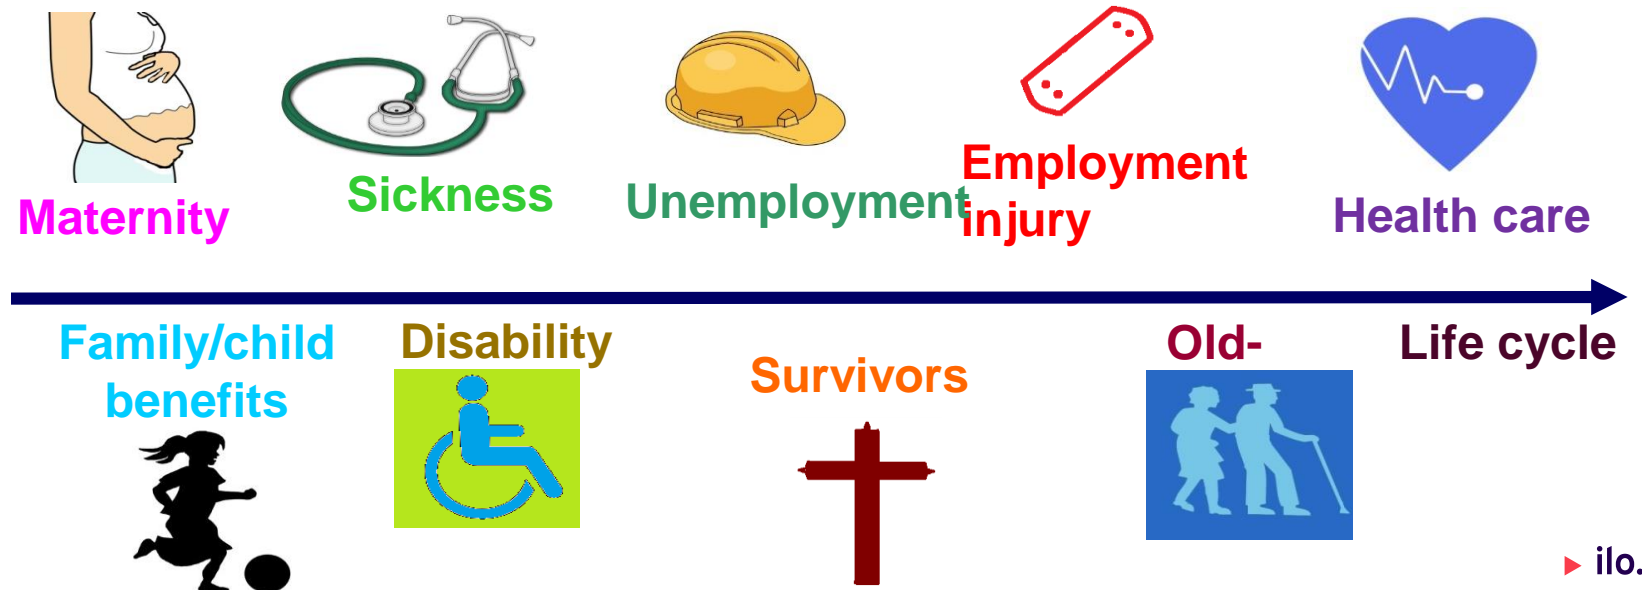 Maternity
Sickness
Unemployment
Employment
injury
Health care
Family/child
benefits
Disability
Survivors
Old-
Life cycle
ilo.